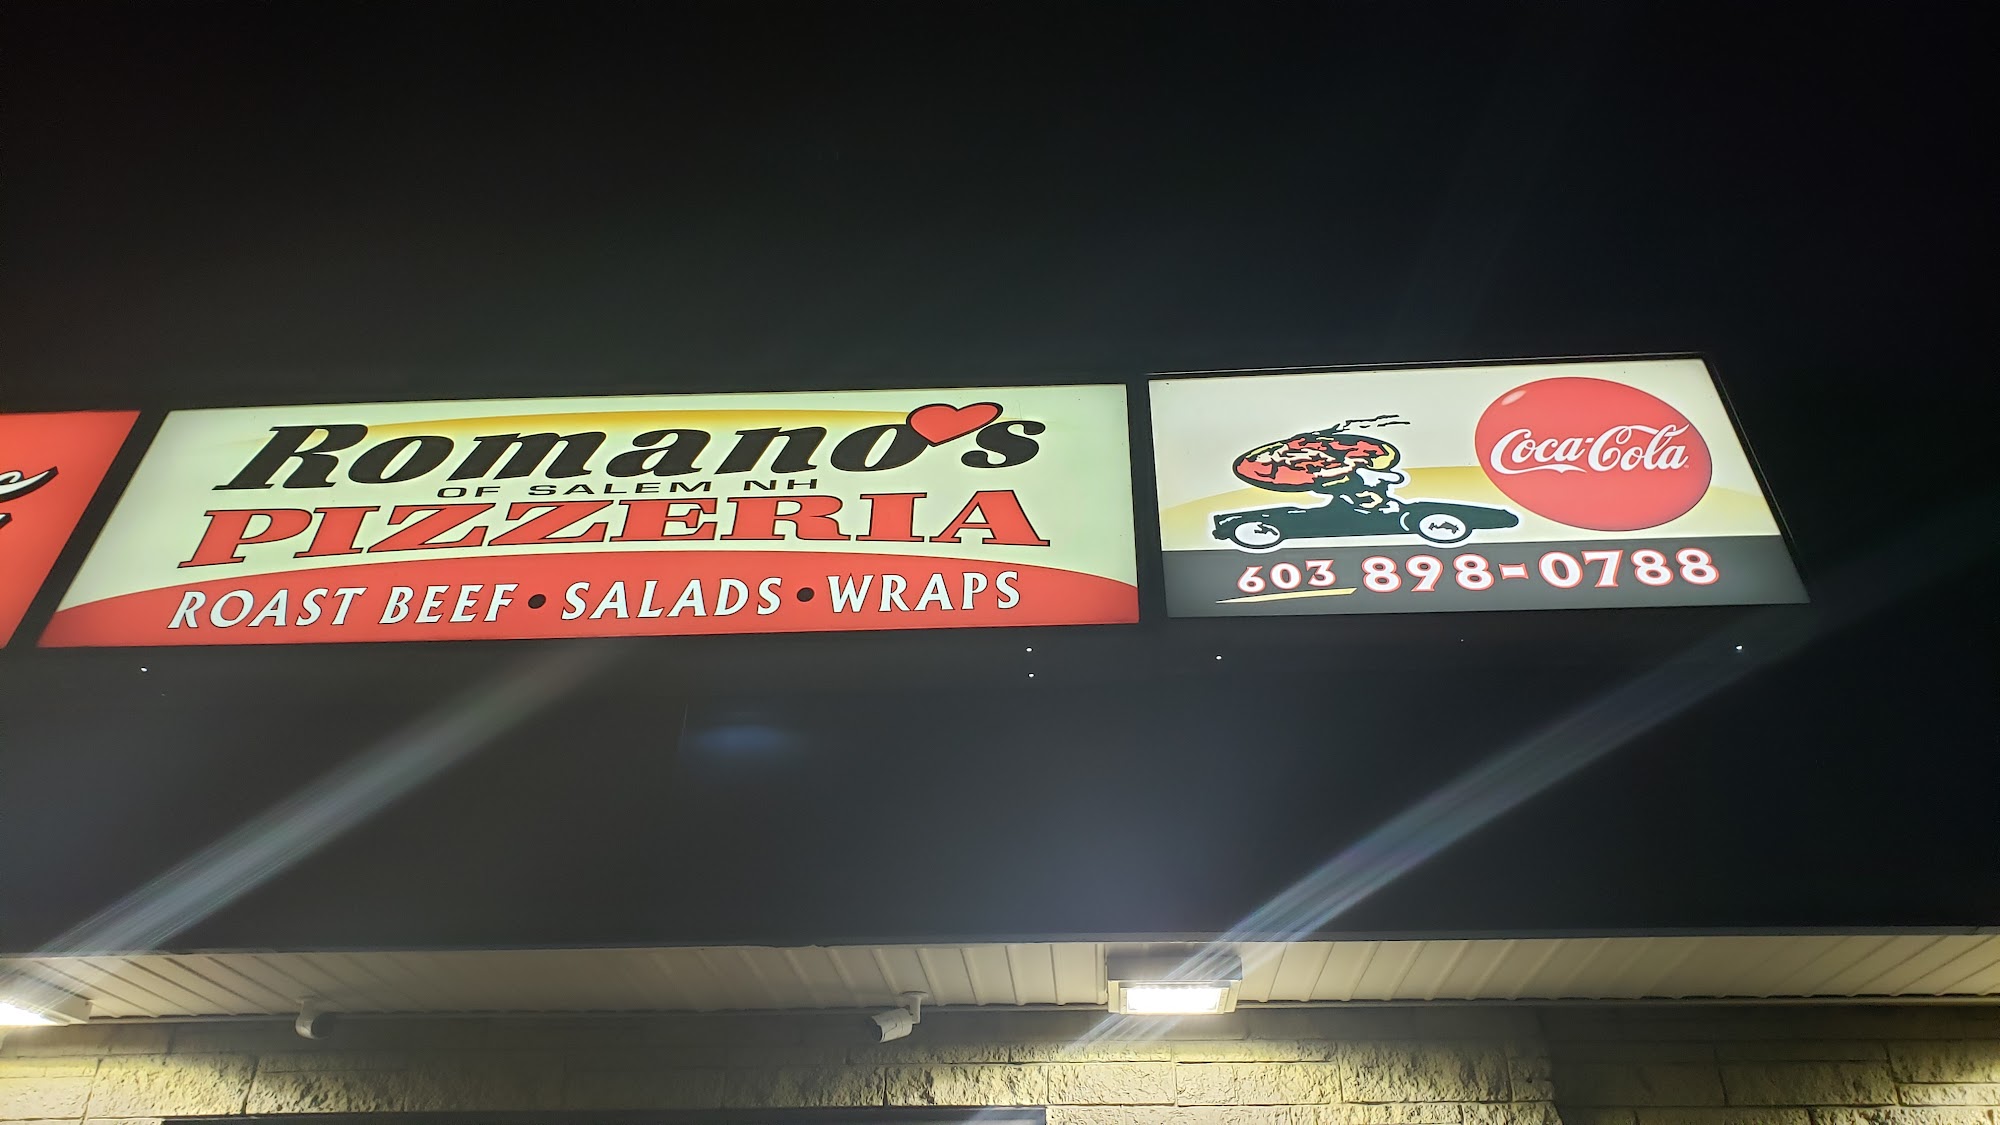 Romano's
OF SALEM NH
PIZZERIA
ROAST BEEF • SALADS • WRAPS
Coca-Cola
603 898-0788